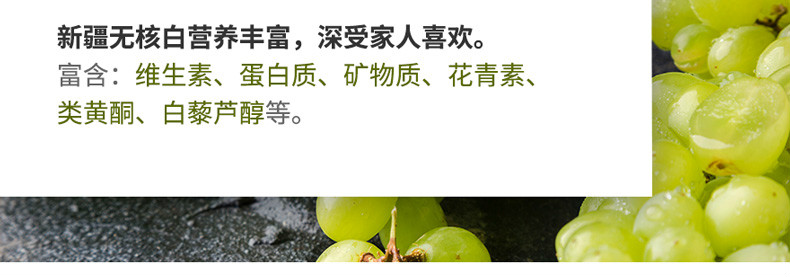 新疆无核白营养丰富，深受家人喜欢。
富含：维生素、蛋白质、矿物质、花青素、
类黄酮、白藜芦醇等。